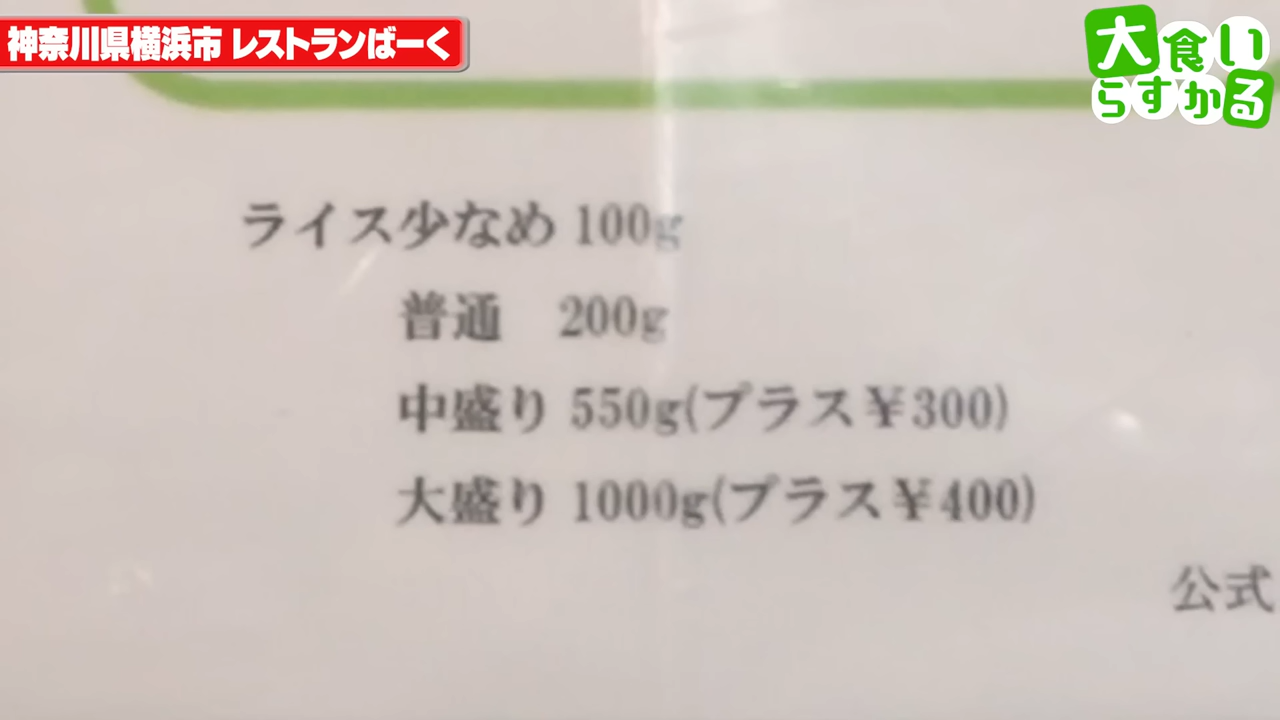 神奈川県横浜市 レストランばーく
大食い
らすかる
ライス少なめ 100g
普通 200g
中盛り 550g(プラス¥300)
大盛り 1000g(プラス¥400)
公式